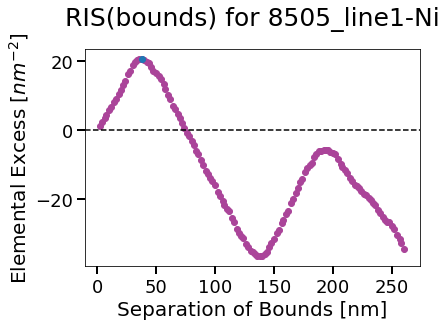 RIS(bounds) for 8505_line1-Ni
Elemental Excess [nm⁻²]
20
0
−20
0 50 100 150 200 250
Separation of Bounds [nm]